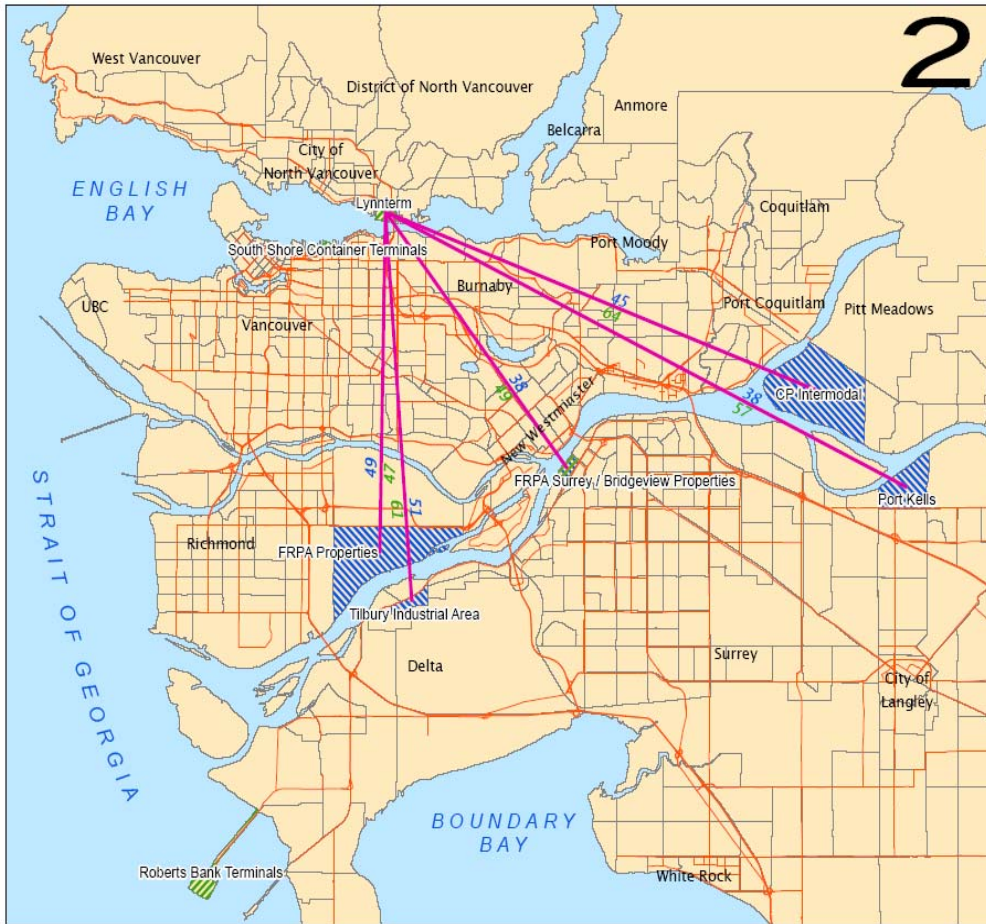 2
West Vancouver
District of North Vancouver
Anmore
Belcarra
City of
North Vancouver
ENGLISH
BAY
Lynnterm
Coquitlam
Port Moody
South Shore Container Terminals
Burnaby
45
64
Port Coquitlam
UBC
Pitt Meadows
Vancouver
38
49
New Westminster
CP Intermodal
38
57
49
47
FRPA Surrey / Bridgeview Properties
Port Kells
51
61
STRAIT OF GEORGIA
Richmond
FRPA Properties
Tilbury Industrial Area
Delta
Surrey
City of
Langley
BOUNDARY
BAY
Roberts Bank Terminals
White Rock